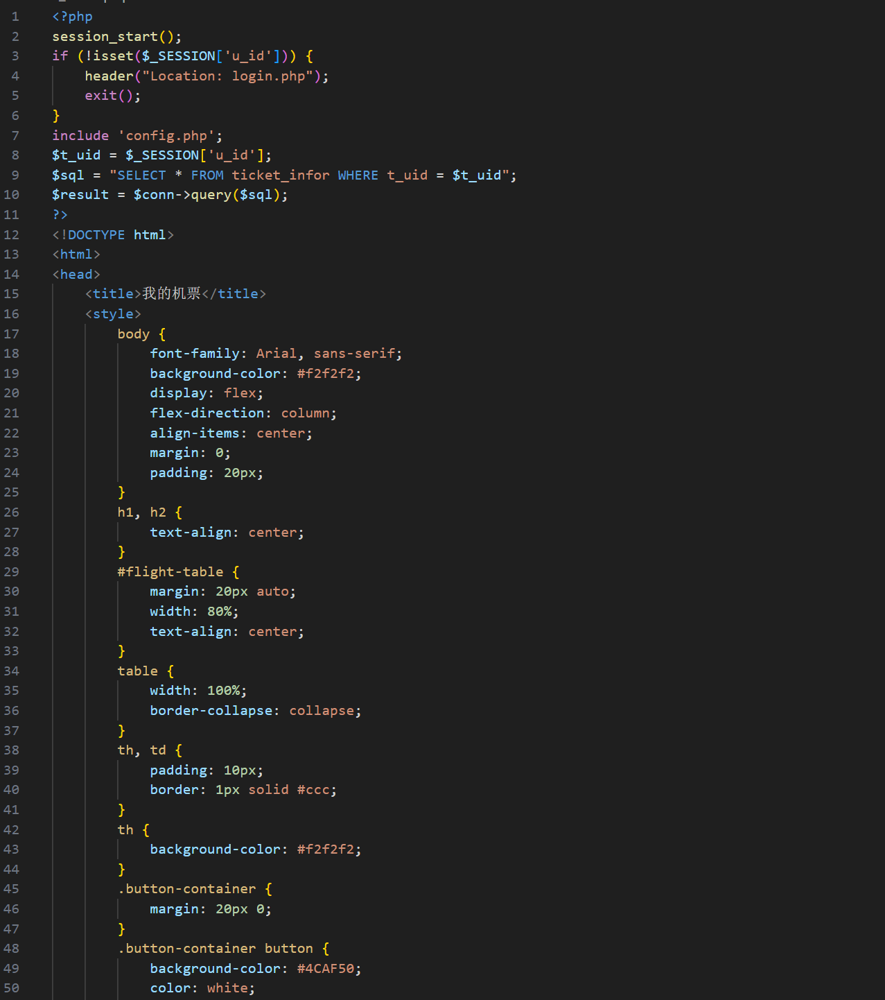 1 <?php
2 session_start();
3 if (!isset($_SESSION['u_id'])) {
4 header("Location: login.php");
5 exit();
6 }
7 include 'config.php';
8 $t_uid = $_SESSION['u_id'];
9 $sql = "SELECT * FROM ticket_infor WHERE t_uid = $t_uid";
10 $result = $conn->query($sql);
11 ?>
12 <!DOCTYPE html>
13 <html>
14 <head>
15 <title>我的机票</title>
16 <style>
17 body {
18 font-family: Arial, sans-serif;
19 background-color: #f2f2f2;
20 display: flex;
21 flex-direction: column;
22 align-items: center;
23 margin: 0;
24 padding: 20px;
25 }
26 h1, h2 {
27 text-align: center;
28 }
29 #flight-table {
30 margin: 20px auto;
31 width: 80%;
32 text-align: center;
33 }
34 table {
35 width: 100%;
36 border-collapse: collapse;
37 }
38 th, td {
39 padding: 10px;
40 border: 1px solid #ccc;
41 }
42 th {
43 background-color: #f2f2f2;
44 }
45 .button-container {
46 margin: 20px 0;
47 }
48 .button-container button {
49 background-color: #4CAF50;
50 color: white;